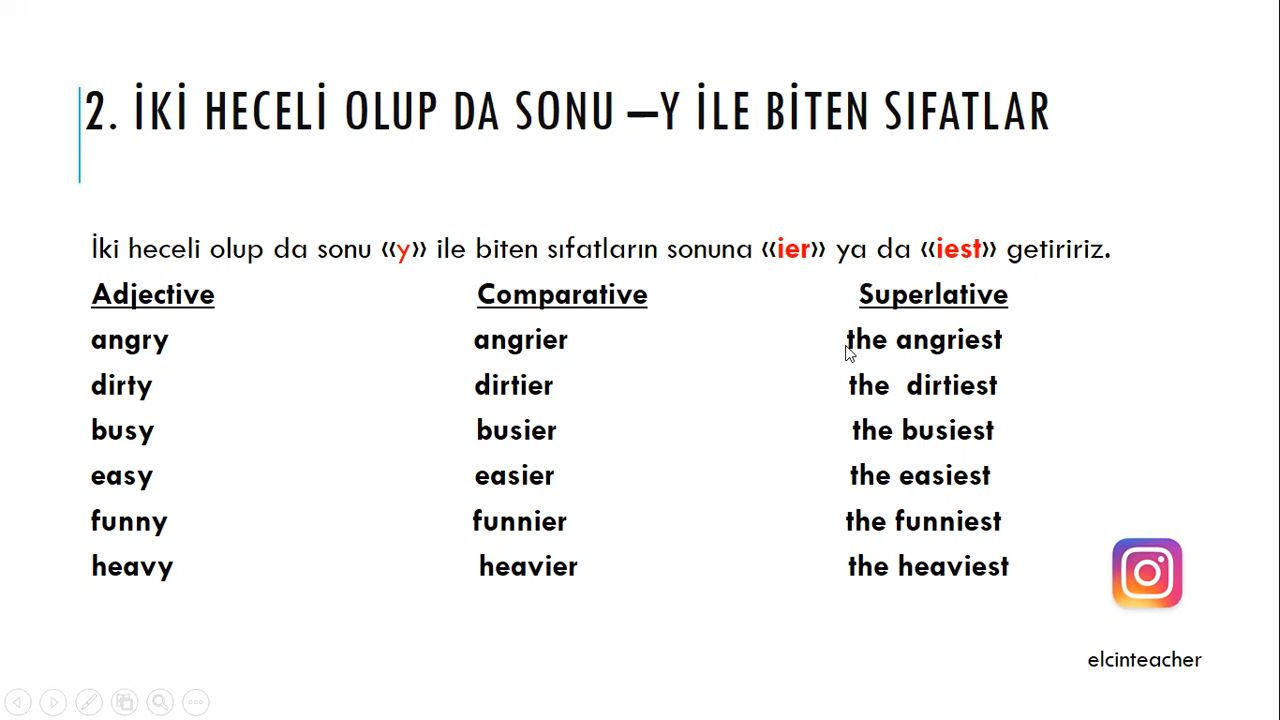 2. İKİ HECELİ OLUP DA SONU –Y İLE BİTEN SIFATLAR
İki heceli olup da sonu «y» ile biten sıfatların sonuna «ier» ya da «iest» getiririz.
Adjective Comparative Superlative
angry angrier the angriest
dirty dirtier the dirtiest
busy busier the busiest
easy easier the easiest
funny funnier the funniest
heavy heavier the heaviest
elcinteacher